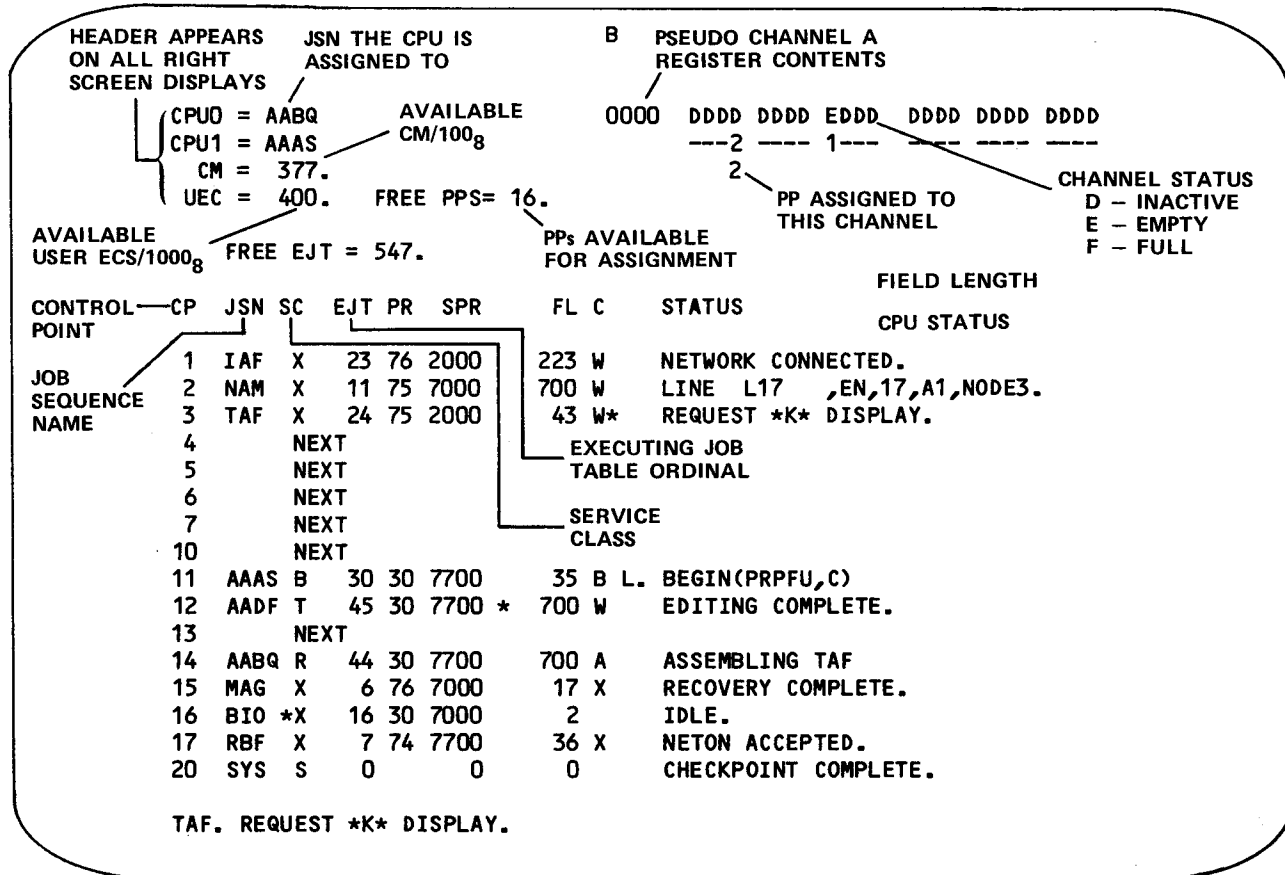 HEADER APPEARS JSN THE CPU IS B PSEUDO CHANNEL A
ON ALL RIGHT ASSIGNED TO REGISTER CONTENTS
SCREEN DISPLAYS
CPU0 = AABQ AVAILABLE 0000 DDDD DDDD EDDD DDDD DDDD DDDD
CPU1 = AAAS CM/100₈ ---2 ---- 1--- ---- ---- ----
CM = 377. 2 CHANNEL STATUS
UEC = 400. FREE PPS= 16. PP ASSIGNED TO D – INACTIVE
THIS CHANNEL E – EMPTY
AVAILABLE PPs AVAILABLE F – FULL
USER ECS/1000₈ FREE EJT = 547. FOR ASSIGNMENT
FIELD LENGTH
CONTROL CP JSN SC EJT PR SPR FL C STATUS
POINT CPU STATUS
1 IAF X 23 76 2000 223 W NETWORK CONNECTED.
JOB 2 NAM X 11 75 7000 700 W LINE L17 ,EN,17,A1,NODE3.
SEQUENCE
NAME 3 TAF X 24 75 2000 43 W* REQUEST *K* DISPLAY.
4 NEXT EXECUTING JOB
5 NEXT TABLE ORDINAL
6 NEXT
7 NEXT SERVICE
10 NEXT CLASS
11 AAAS B 30 30 7700 35 B L. BEGIN(PRPFU,C)
12 AADF T 45 30 7700 * 700 W EDITING COMPLETE.
13 NEXT
14 AABQ R 44 30 7700 700 A ASSEMBLING TAF
15 MAG X 6 76 7000 17 X RECOVERY COMPLETE.
16 BIO *X 16 30 7000 2 IDLE.
17 RBF X 7 74 7700 36 X NETON ACCEPTED.
20 SYS S 0 0 0 CHECKPOINT COMPLETE.
TAF. REQUEST *K* DISPLAY.